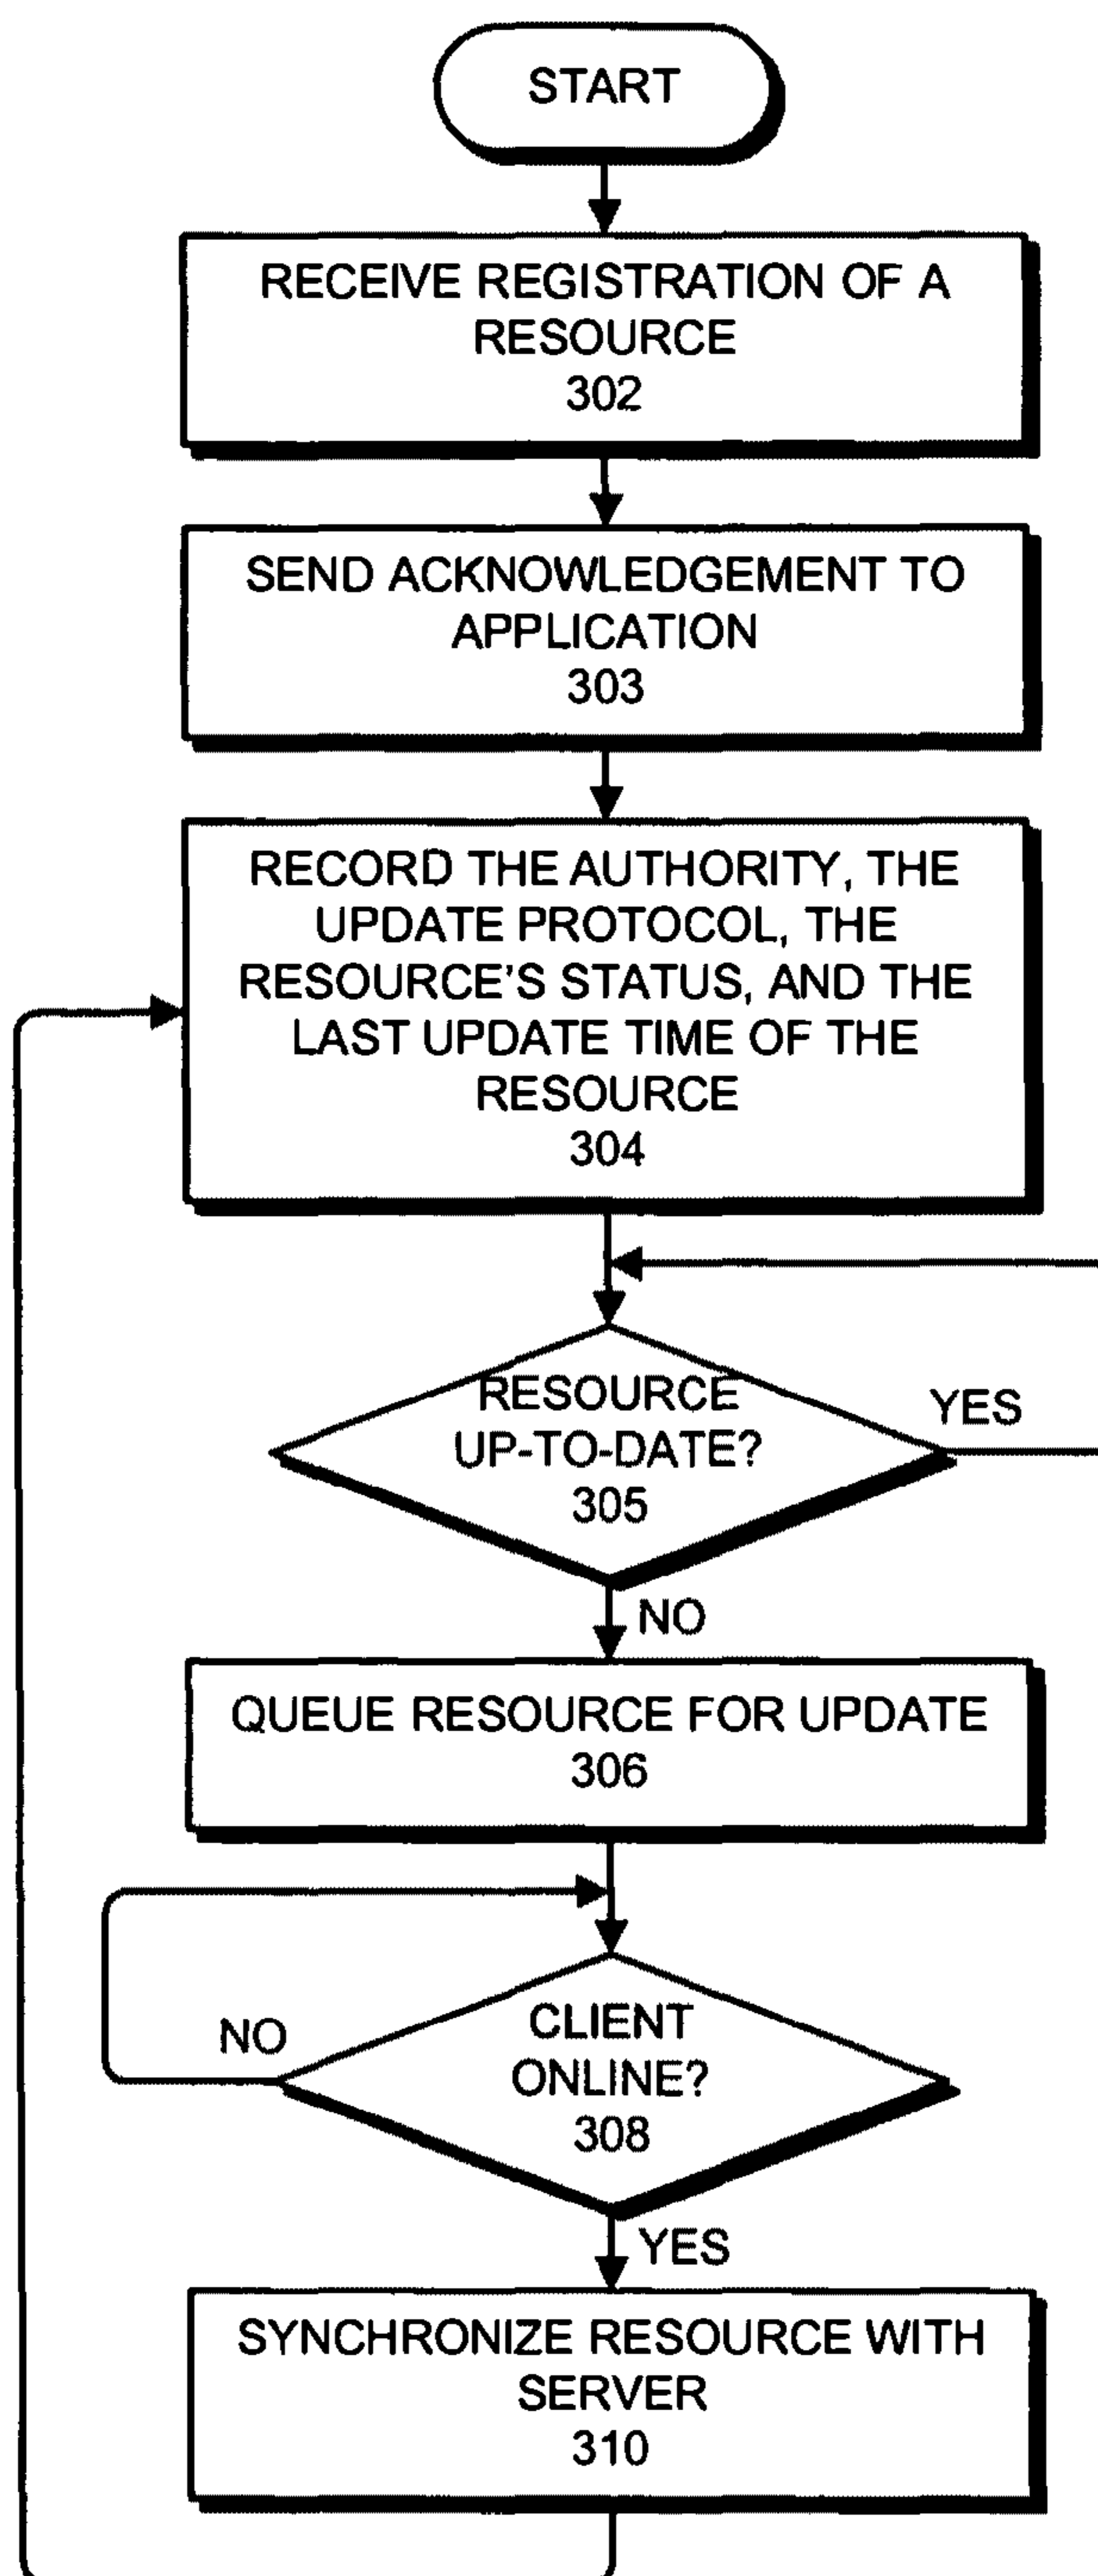 START
RECEIVE REGISTRATION OF A
RESOURCE
302
SEND ACKNOWLEDGEMENT TO
APPLICATION
303
RECORD THE AUTHORITY, THE
UPDATE PROTOCOL, THE
RESOURCE'S STATUS, AND THE
LAST UPDATE TIME OF THE
RESOURCE
304
RESOURCE
UP-TO-DATE?
305
YES
NO
QUEUE RESOURCE FOR UPDATE
306
CLIENT
ONLINE?
308
NO
YES
SYNCHRONIZE RESOURCE WITH
SERVER
310